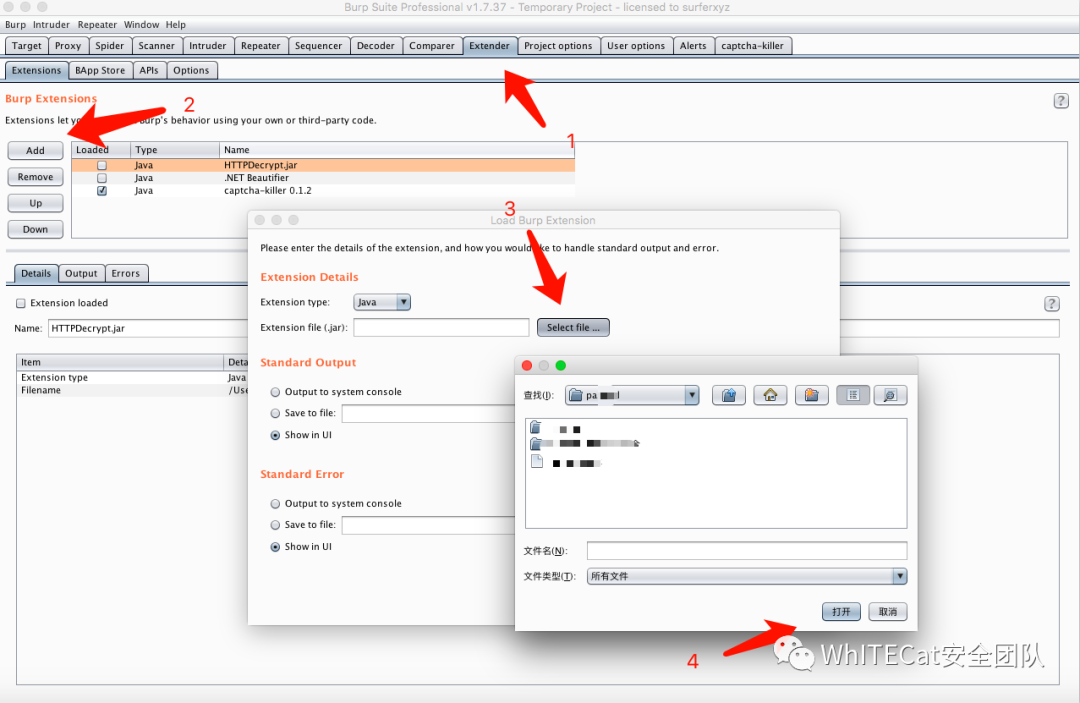 Burp Suite Professional v1.7.37 - Temporary Project - licensed to surferxyz
Burp Intruder Repeater Window Help
Target Proxy Spider Scanner Intruder Repeater Sequencer Decoder Comparer Extender Project options User options Alerts captcha-killer
Extensions BApp Store APIs Options
1
Burp Extensions
?
2
Extensions let burp's behavior using your own or third-party code.
Add
Remove
Up
Down
Loaded Type Name
Java HTTPDecrypt.jar
Java .NET Beautifier
Java captcha-killer 0.1.2
Details Output Errors
Extension loaded
?
Name: HTTPDecrypt.jar
Item Deta
Extension type Java
Filename /Use
3
Load Burp Extension
Please enter the details of the extension, and how you would like to handle standard output and error.
Extension Details
Extension type: Java
Extension file (.jar): Select file ...
Standard Output
Output to system console
Save to file:
Show in UI
Standard Error
Output to system console
Save to file:
Show in UI
查找(I): pa l
文件名(N):
文件类型(T): 所有文件
打开 取消
4
WhITECat安全团队